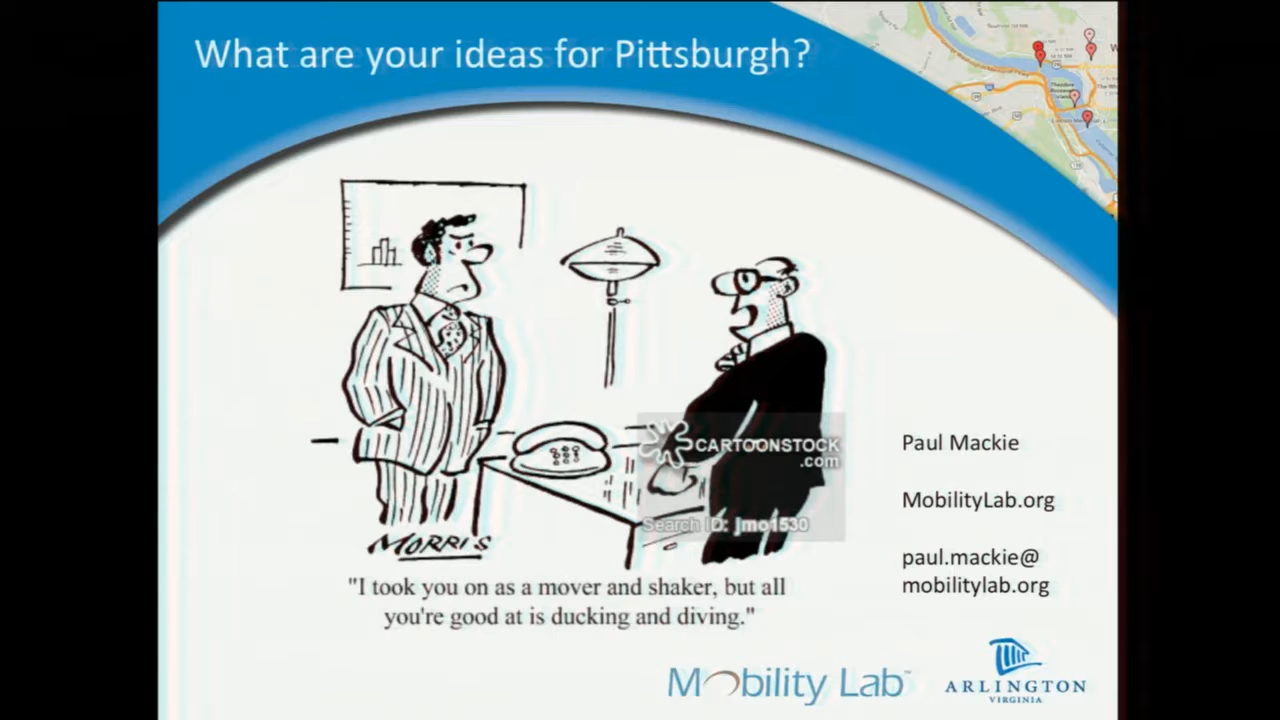 What are your ideas for Pittsburgh?
CARTOONSTOCK
.com
Search ID: jmo1530
MORRIS
"I took you on as a mover and shaker, but all
you're good at is ducking and diving."
Paul Mackie
MobilityLab.org
paul.mackie@
mobilitylab.org
Mobility Lab™
ARLINGTON
VIRGINIA